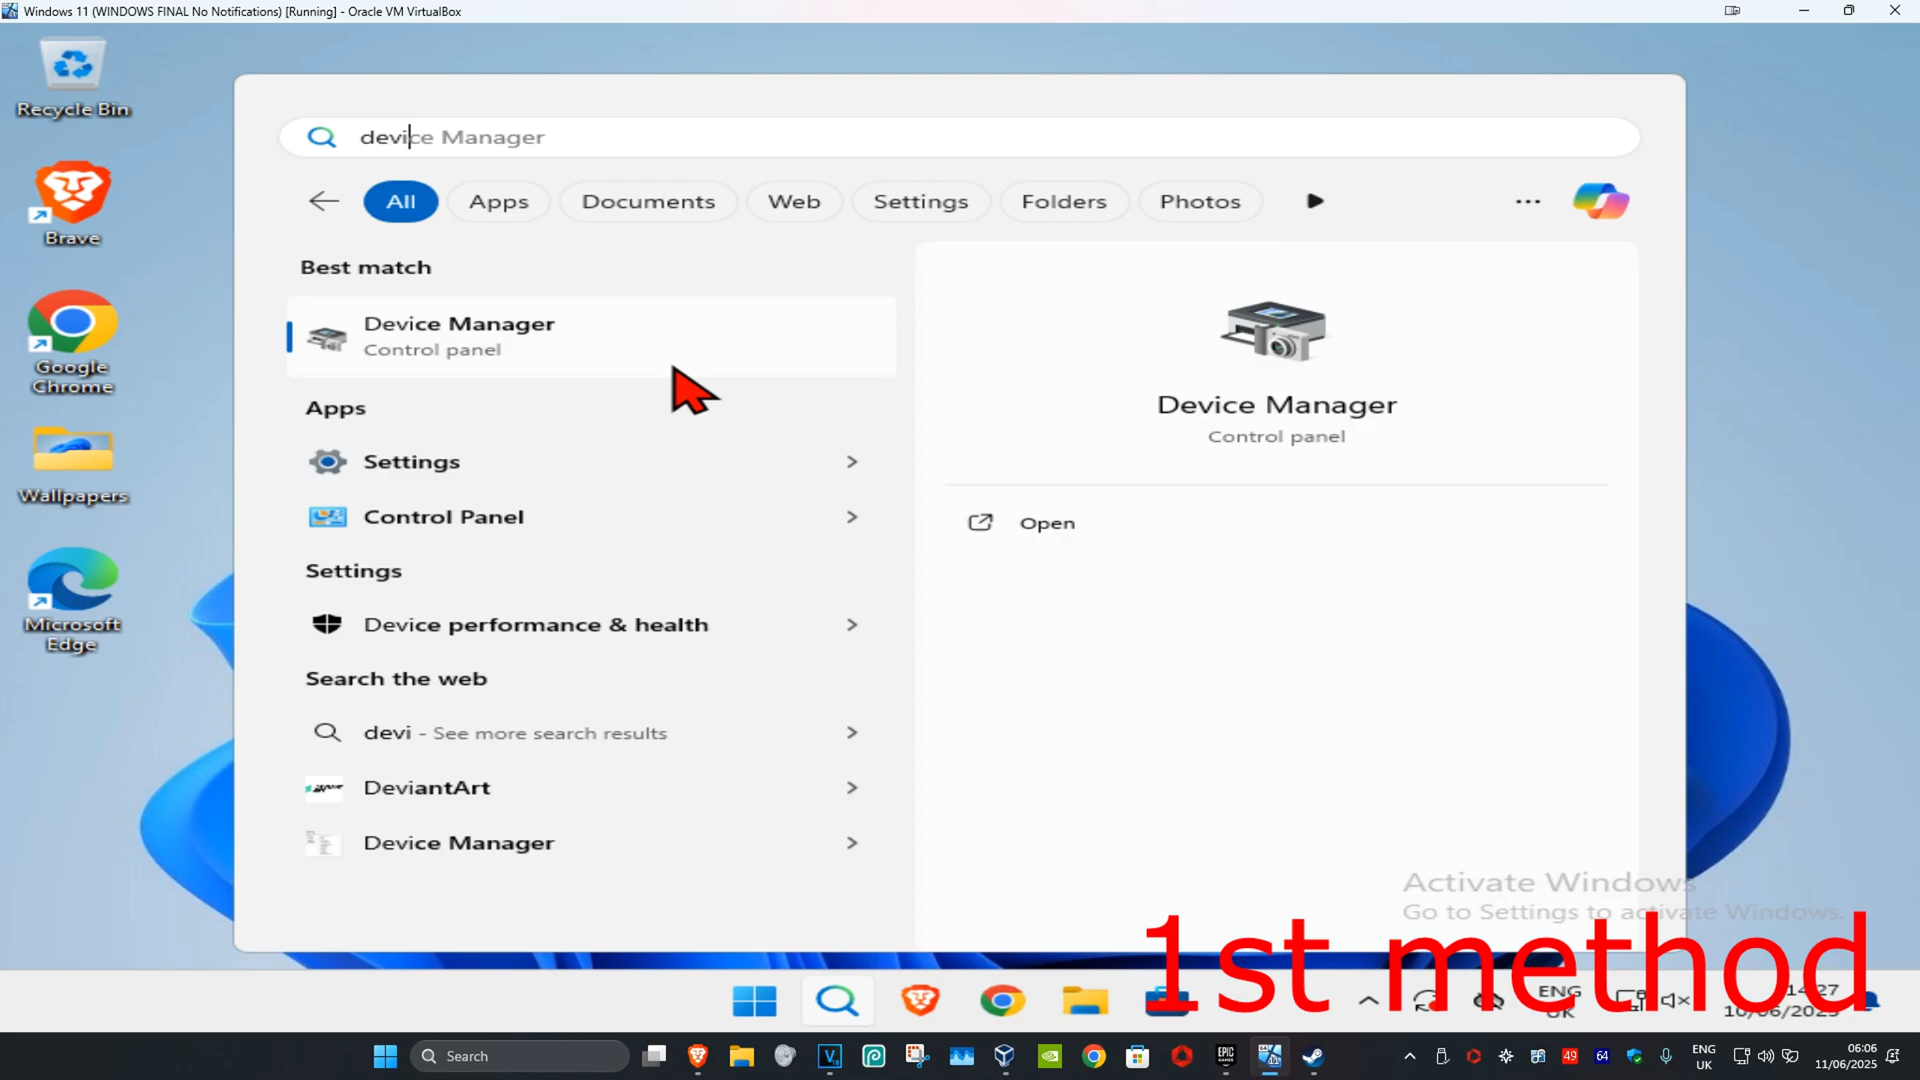 Windows 11 (WINDOWS FINAL No Notifications) [Running] - Oracle VM VirtualBox
Recycle Bin
Brave
Google
Chrome
Wallpapers
Microsoft
Edge
device Manager
All
Apps
Documents
Web
Settings
Folders
Photos
Best match
Device Manager
Control panel
Apps
Settings
Control Panel
Settings
Device performance & health
Search the web
devi - See more search results
DeviantArt
Device Manager
Device Manager
Control panel
Open
Activate Windows
Go to Settings to activate Windows.
1st method
ENG
UK
14:27
10/06/2025
Search
49
64
ENG
UK
06:06
11/06/2025